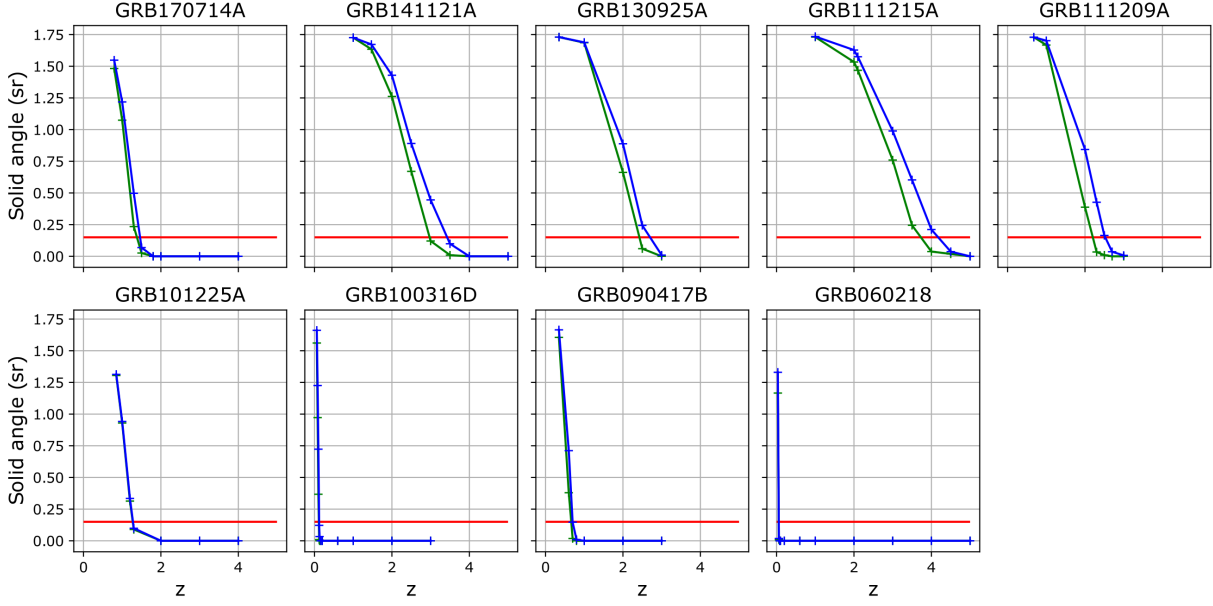 GRB170714A GRB141121A GRB130925A GRB111215A GRB111209A
Solid angle (sr)
1.75
1.50
1.25
1.00
0.75
0.50
0.25
0.00
GRB101225A GRB100316D GRB090417B GRB060218
Solid angle (sr)
1.75
1.50
1.25
1.00
0.75
0.50
0.25
0.00
0 2 4 0 2 4 0 2 4 0 2 4
z z z z